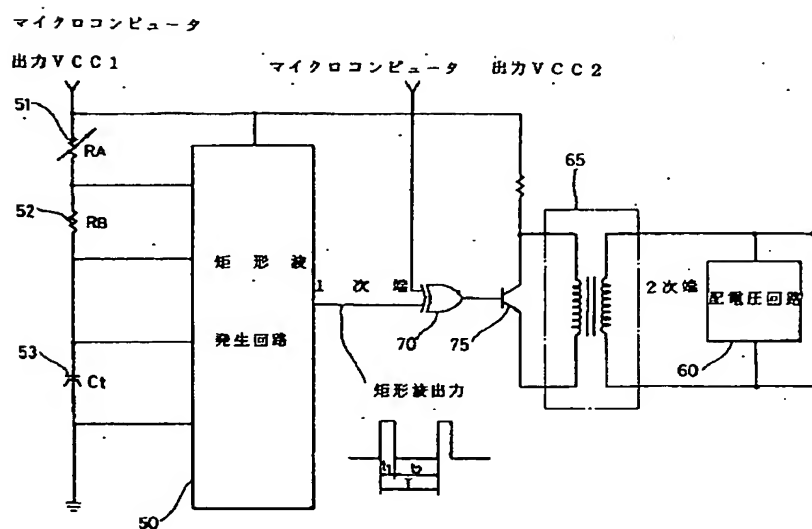 マイクロコンピュータ
出力VCC1
マイクロコンピュータ 出力VCC2
51
RA
65
52
RB
矩形波
1次端
2次端
配電圧回路
発生回路
70
75
60
53
Ct
矩形波出力
T
50